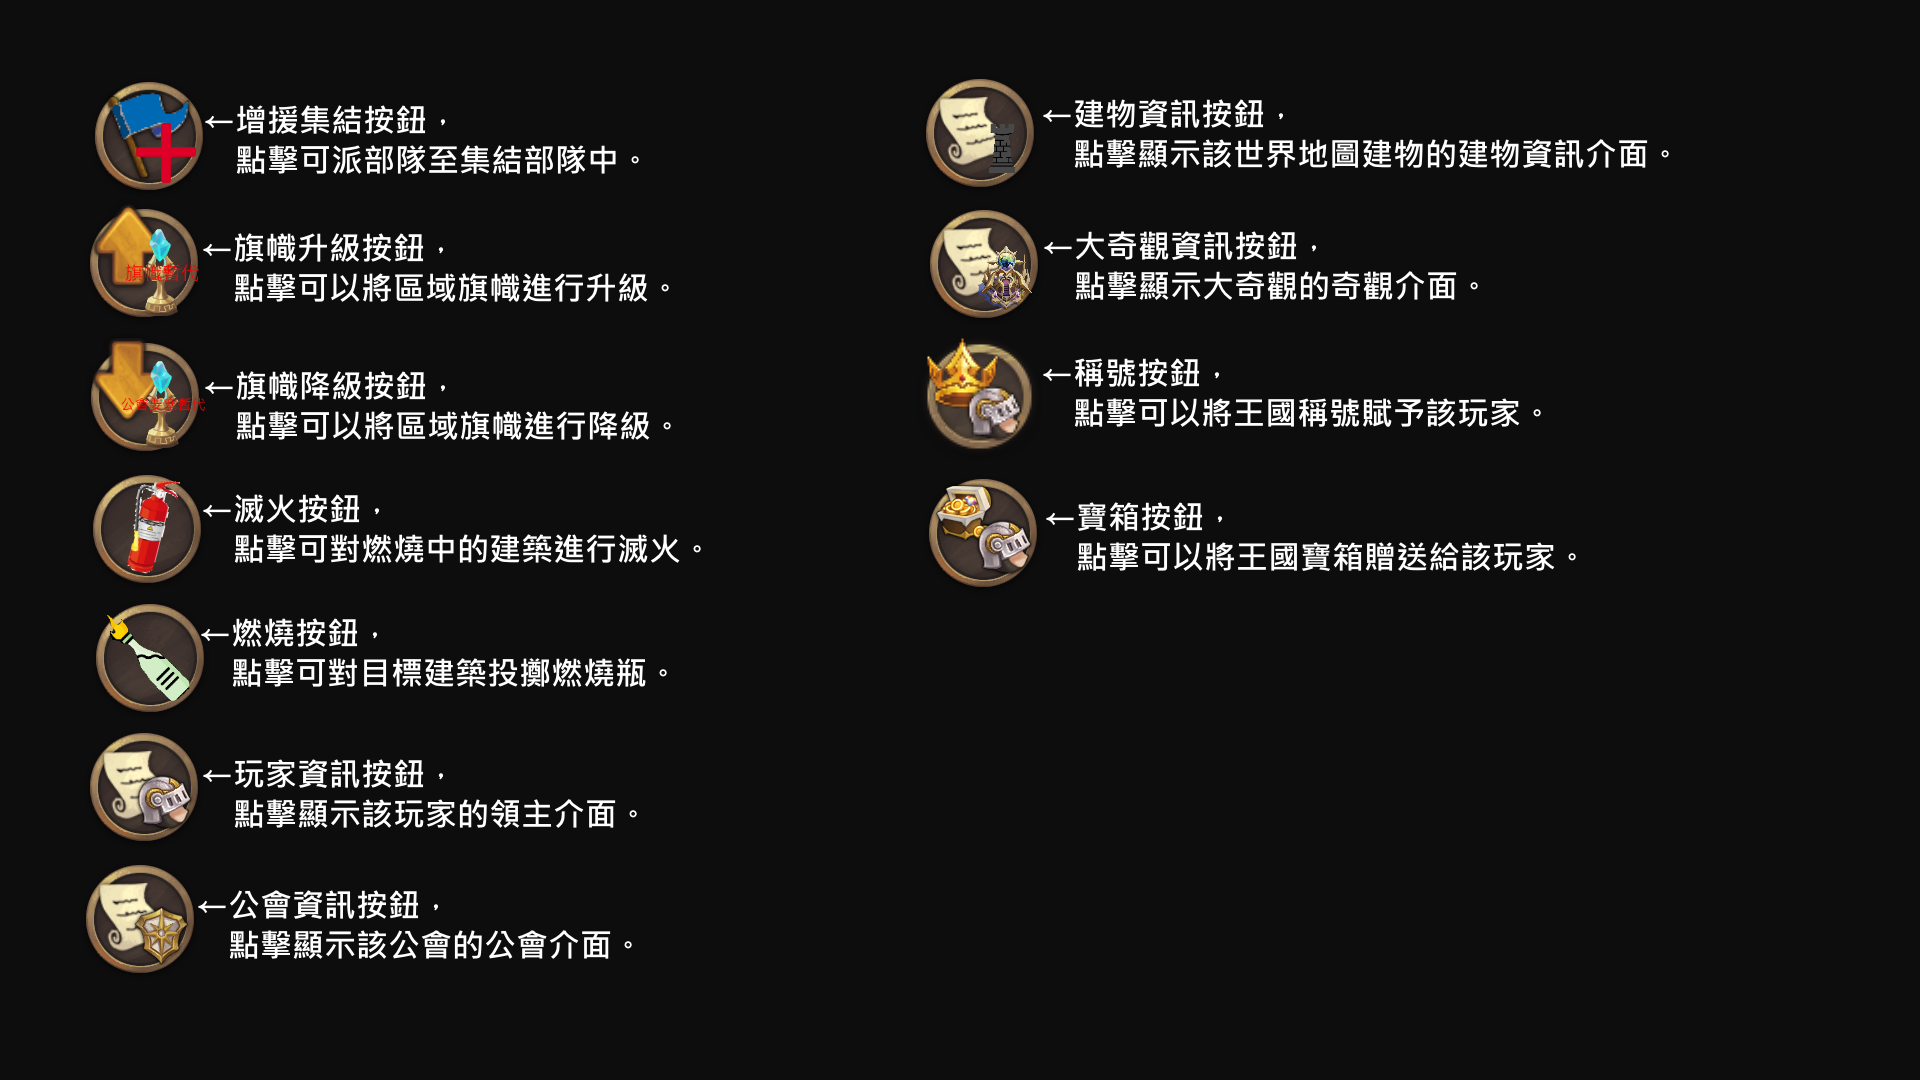 ←增援集結按鈕，
點擊可派部隊至集結部隊中。
←旗幟升級按鈕，
點擊可以將區域旗幟進行升級。
旗幟暫代
←旗幟降級按鈕，
點擊可以將區域旗幟進行降級。
←滅火按鈕，
點擊可對燃燒中的建築進行滅火。
←燃燒按鈕，
點擊可對目標建築投擲燃燒瓶。
←玩家資訊按鈕，
點擊顯示該玩家的領主介面。
←公會資訊按鈕，
點擊顯示該公會的公會介面。
←建物資訊按鈕，
點擊顯示該世界地圖建物的建物資訊介面。
←大奇觀資訊按鈕，
點擊顯示大奇觀的奇觀介面。
←稱號按鈕，
點擊可以將王國稱號賦予該玩家。
←寶箱按鈕，
點擊可以將王國寶箱贈送給該玩家。